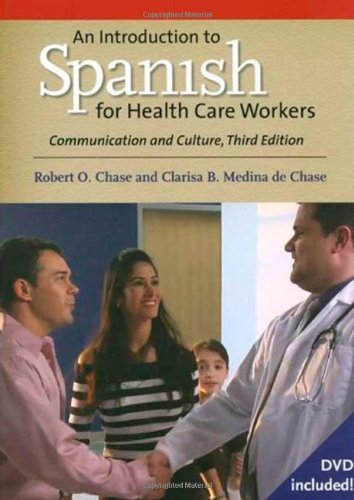 An Introduction to
Spanish
for Health Care Workers
Communication and Culture, Third Edition
Robert O. Chase and Clarisa B. Medina de Chase
DVD
included!